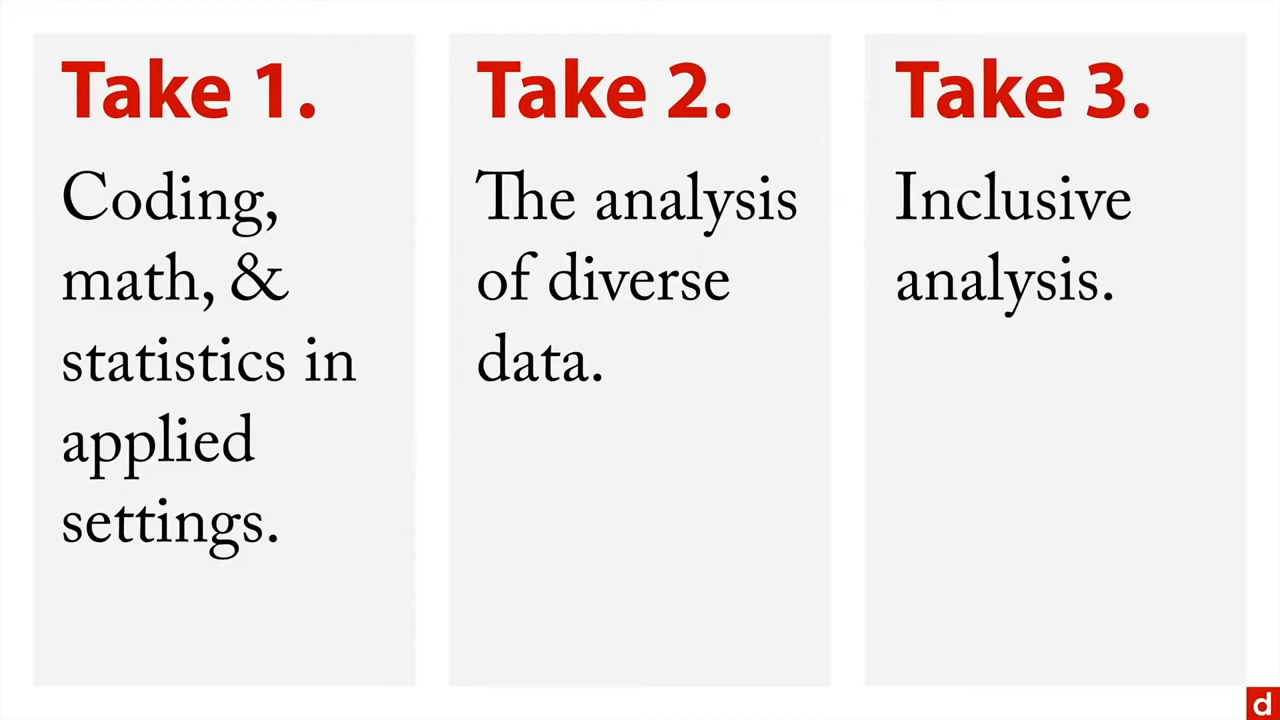 Take 1.
Coding,
math, &
statistics in
applied
settings.
Take 2.
The analysis
of diverse
data.
Take 3.
Inclusive
analysis.
d